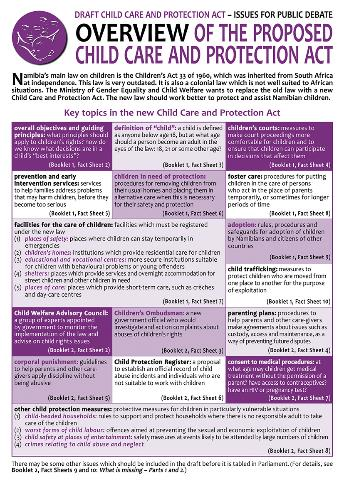 DRAFT CHILD CARE AND PROTECTION ACT – ISSUES FOR PUBLIC DEBATE
OVERVIEW OF THE PROPOSED
CHILD CARE AND PROTECTION ACT
Namibia's main law on children is the Children's Act 33 of 1960, which was inherited from South Africa
at independence. This law is very outdated. It is also a colonial law which is not well suited to African
situations. The Ministry of Gender Equality and Child Welfare wants to replace the old law with a new
Child Care and Protection Act. The new law should work better to protect and assist Namibian children.
Key topics in the new Child Care and Protection Act
overall objectives and guiding
principles: what principles should
apply to children's rights? how do
we know what decisions are in a
child's "best interests"?
(Booklet 1, Fact Sheet 2)
definition of "child": a child is defined
as anyone below age 18, but at what age
should a person become an adult in the
eyes of the law: 18, 21 or some other age?
(Booklet 1, Fact Sheet 3)
children's courts: measures to
make court proceedings more
comfortable for children and to
ensure that children can participate
in decisions that affect them
(Booklet 1, Fact Sheet 4)
prevention and early
intervention services: services
to help families address problems
that may harm children, before they
become too serious
(Booklet 1, Fact Sheet 5)
children in need of protection:
procedures for removing children from
their usual homes and placing them in
alternative care when this is necessary
for their safety and protection
(Booklet 1, Fact Sheet 6)
foster care: procedures for putting
children in the care of persons
who act in the place of parents
temporarily, or sometimes for longer
periods of time
(Booklet 1, Fact Sheet 8)
facilities for the care of children: facilities which must be registered
under the new law
(1) places of safety: places where children can stay temporarily in
emergencies
(2) children's homes: institutions which provide residential care for children
(3) educational and vocational centres: more secure institutions suitable
for children with behavioural problems or young offenders
(4) shelters: places which provide services and overnight accommodation for
street children and other children in need
(5) places of care: places which provide short-term care, such as crèches
and day-care centres
(Booklet 1, Fact Sheet 7)
adoption: rules, procedures and
safeguards for adoption of children
by Namibians and citizens of other
countries
(Booklet 1, Fact Sheet 9)
child trafficking: measures to
protect children who are moved from
one place to another for the purpose
of exploitation
(Booklet 1, Fact Sheet 10)
Child Welfare Advisory Council:
a group of experts appointed
by government to monitor the
implementation of the law and
advise on child rights issues
(Booklet 2, Fact Sheet 2)
Children's Ombudsman: a new
government official who would
investigate and act on complaints about
abuses of children's rights
(Booklet 2, Fact Sheet 3)
parenting plans: procedures to
help parents and other care-givers
make agreements about issues such as
custody, access and maintenance, as a
way of preventing future disputes
(Booklet 2, Fact Sheet 4)
corporal punishment: guidelines
to help parents and other care-
givers apply discipline without
being abusive
(Booklet 2, Fact Sheet 5)
Child Protection Register: a proposal
to establish an official record of child
abuse incidents and individuals who are
not suitable to work with children
(Booklet 2, Fact Sheet 6)
consent to medical procedures: at
what age may children get medical
treatment without the permission of a
parent? have access to contraceptives?
have an HIV or pregnancy test?
(Booklet 2, Fact Sheet 7)
other child protection measures: protective measures for children in particularly vulnerable situations
(1) child-headed households: rules to support and protect households where there is no responsible adult to take
care of the children
(2) worst forms of child labour: offences aimed at preventing the sexual and economic exploitation of children
(3) child safety at places of entertainment: safety measures at events likely to be attended by large numbers of children
(4) crimes relating to child abuse and neglect
(Booklet 2, Fact Sheet 8)
There may be some other issues which should be included in the draft before it is tabled in Parliament. (For details, see
Booklet 2, Fact Sheets 9 and 10: What is missing – Parts 1 and 2.)